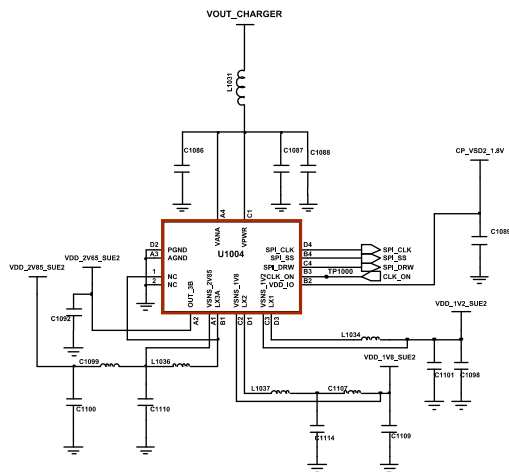 VOUT_CHARGER
L1031
C1086
C1087
C1088
CP_VSD2_1.8V
C1089
A4
C1
VANA
VPWR
U1004
D2
A3
1
2
PGND
AGND
NC
NC
SPI_CLK
SPI_SS
SPI_DRW
CLK_ON
VDD_IO
D4
B4
C4
B3
B2
TP1000
SPI_CLK
SPI_SS
SPI_DRW
CLK_ON
OUT_3B
VSNS_2V85
LX3A
VSNS_1V8
LX2
VSNS_1V2
LX1
A2
A1
B1
C2
D1
C3
D3
VDD_2V65_SUE2
VDD_2V85_SUE2
C1092
VDD_1V2_SUE2
L1034
C1099
L1036
VDD_1V8_SUE2
C1101
C1098
L1037
C1107
C1100
C1110
C1114
C1109